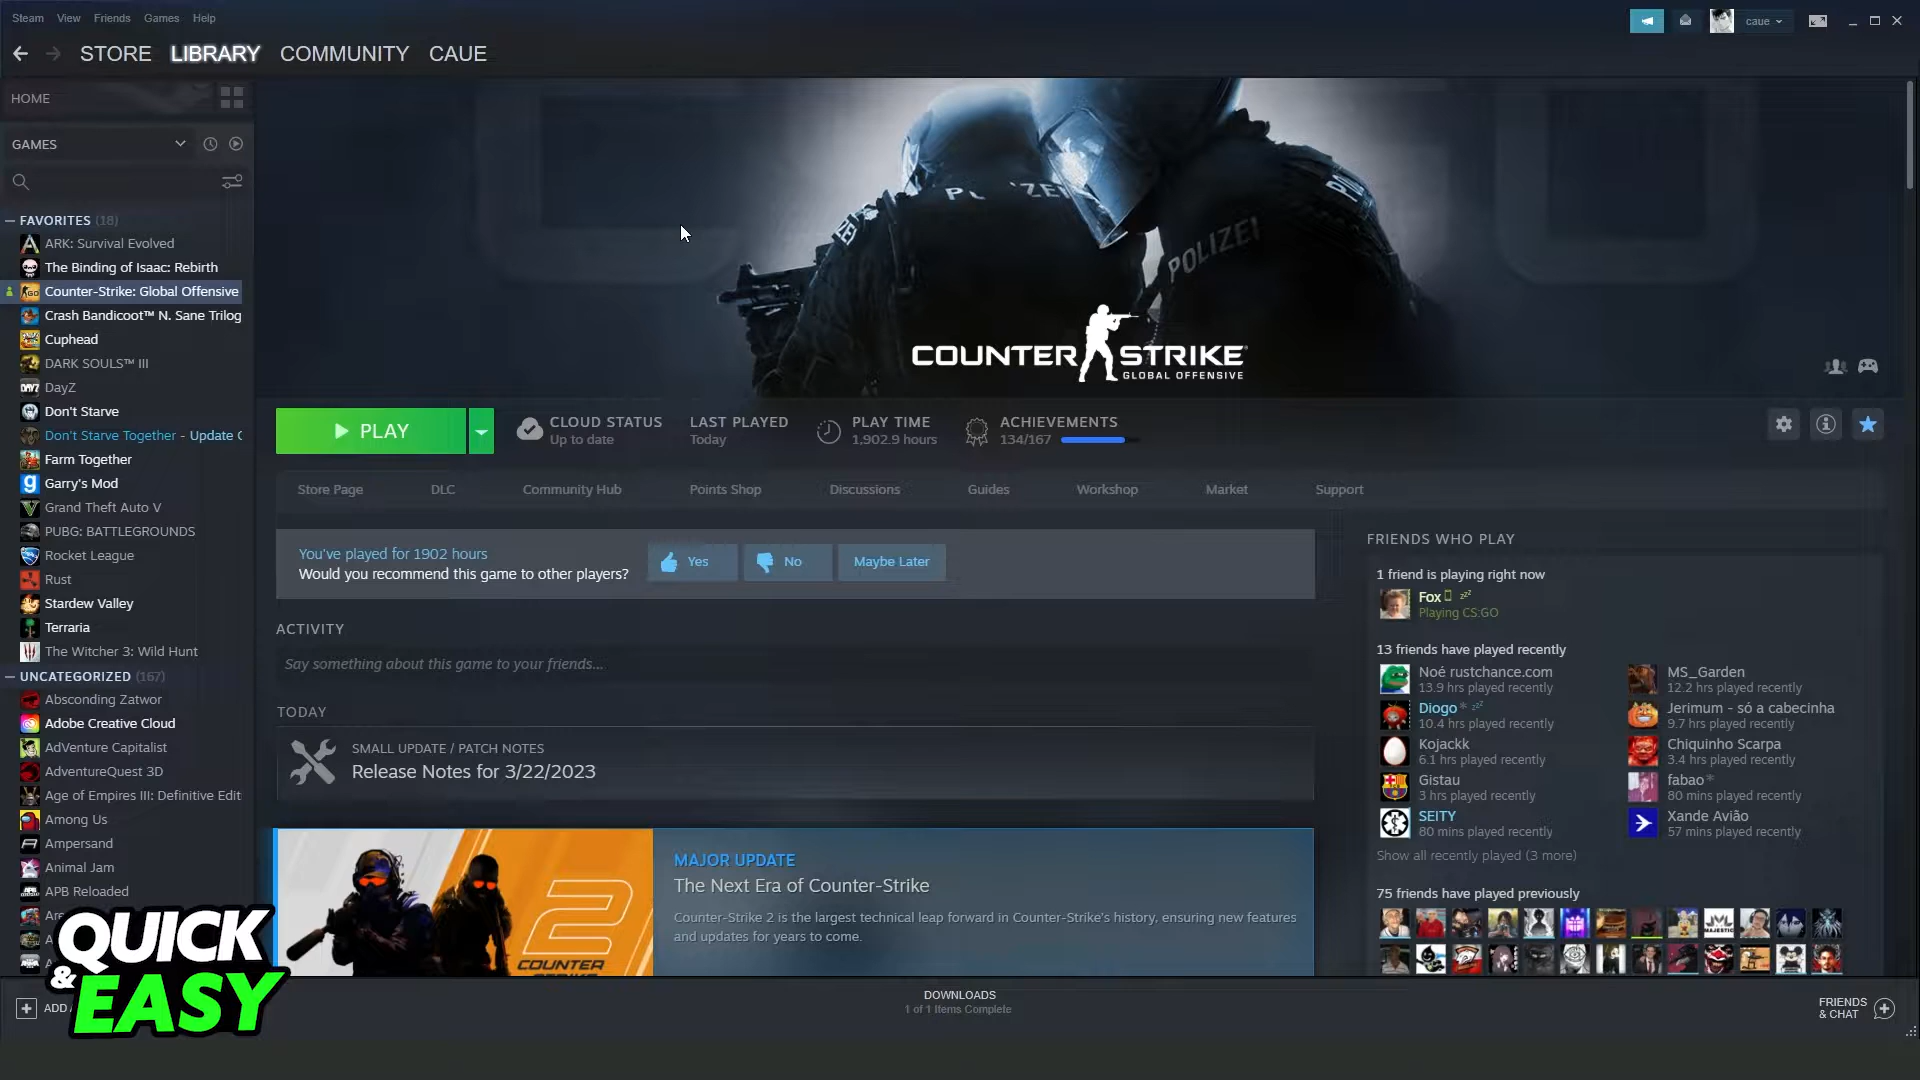 Steam View Friends Games Help
caue
STORE LIBRARY COMMUNITY CAUE
HOME
GAMES
FAVORITES (18)
ARK: Survival Evolved
The Binding of Isaac: Rebirth
Counter-Strike: Global Offensive
Crash Bandicoot™ N. Sane Trilog
Cuphead
DARK SOULS™ III
DayZ
Don't Starve
Don't Starve Together - Update
Farm Together
Garry's Mod
Grand Theft Auto V
PUBG: BATTLEGROUNDS
Rocket League
Rust
Stardew Valley
Terraria
The Witcher 3: Wild Hunt
UNCATEGORIZED (167)
Absconding Zatwor
Adobe Creative Cloud
AdVenture Capitalist
AdventureQuest 3D
Age of Empires III: Definitive Edit
Among Us
Ampersand
Animal Jam
APB Reloaded
QUICK
& EASY
POLIZEI
COUNTER STRIKE
GLOBAL OFFENSIVE
PLAY
CLOUD STATUS
Up to date
LAST PLAYED
Today
PLAY TIME
1,902.9 hours
ACHIEVEMENTS
134/167
Store Page DLC Community Hub Points Shop Discussions Guides Workshop Market Support
You've played for 1902 hours
Would you recommend this game to other players?
Yes No Maybe Later
ACTIVITY
Say something about this game to your friends...
TODAY
SMALL UPDATE / PATCH NOTES
Release Notes for 3/22/2023
2
COUNTER
MAJOR UPDATE
The Next Era of Counter-Strike
Counter-Strike 2 is the largest technical leap forward in Counter-Strike's history, ensuring new features
and updates for years to come.
FRIENDS WHO PLAY
1 friend is playing right now
Fox zzz
Playing CS:GO
13 friends have played recently
Noé rustchance.com
13.9 hrs played recently
MS_Garden
12.2 hrs played recently
Diogo * zzz
10.4 hrs played recently
Jerimum - só a cabecinha
9.7 hrs played recently
Kojackk
6.1 hrs played recently
Chiquinho Scarpa
3.4 hrs played recently
Gistau
3 hrs played recently
fabao *
80 mins played recently
SEITY
80 mins played recently
Xande Avião
57 mins played recently
Show all recently played (3 more)
75 friends have played previously
DOWNLOADS
1 of 1 Items Complete
FRIENDS
& CHAT